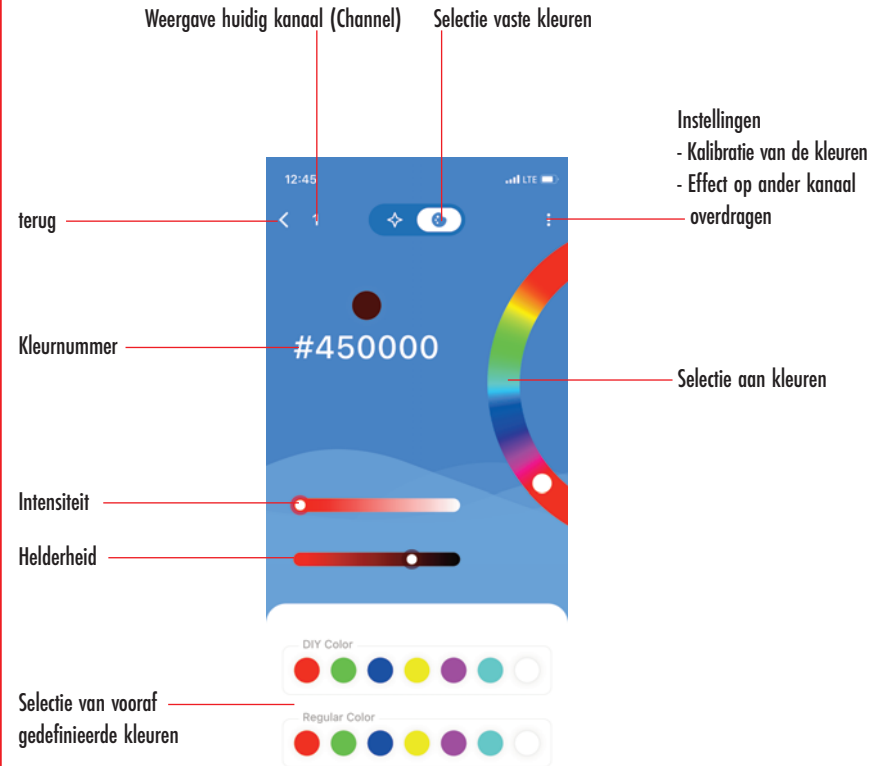 Weergave huidig kanaal (Channel)
Selectie vaste kleuren
Instellingen
- Kalibratie van de kleuren
- Effect op ander kanaal
overdragen
12:45
LTE
terug
1
Kleurnummer
#450000
Selectie aan kleuren
Intensiteit
Helderheid
DIY Color
Selectie van vooraf
gedefinieerde kleuren
Regular Color